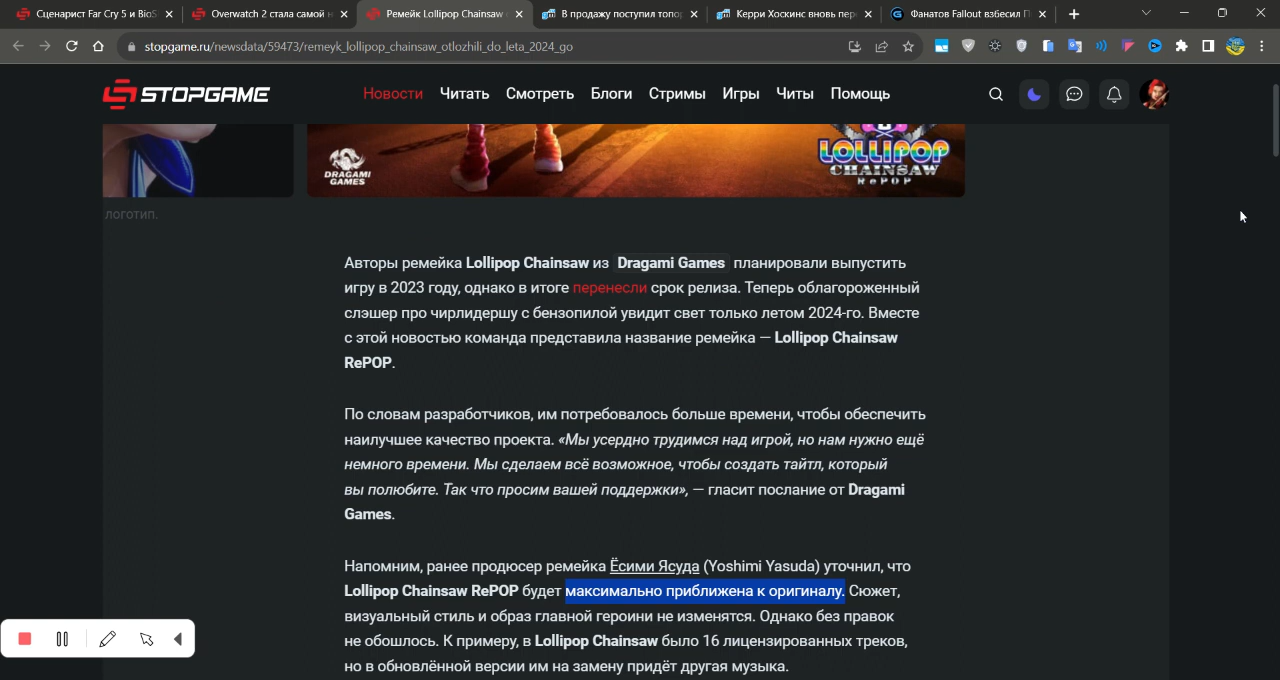 Сценарист Far Cry 5 и BioS
Overwatch 2 стала самой н
Ремейк Lollipop Chainsaw
В продажу поступил топор
Керри Хоскинс вновь пер
Фанатов Fallout взбесил П
stopgame.ru/newsdata/59473/remeyk_lollipop_chainsaw_otlozhili_do_leta_2024_go
STOPGAME
Новости Читать Смотреть Блоги Стримы Игры Читы Помощь
DRAGAMI
GAMES
LOLLIPOP
CHAINSAW
RePOP
логотип.
Авторы ремейка Lollipop Chainsaw из Dragami Games планировали выпустить
игру в 2023 году, однако в итоге перенесли срок релиза. Теперь облагороженный
слэшер про чирлидершу с бензопилой увидит свет только летом 2024-го. Вместе
с этой новостью команда представила название ремейка — Lollipop Chainsaw
RePOP.
По словам разработчиков, им потребовалось больше времени, чтобы обеспечить
наилучшее качество проекта. «Мы усердно трудимся над игрой, но нам нужно ещё
немного времени. Мы сделаем всё возможное, чтобы создать тайтл, который
вы полюбите. Так что просим вашей поддержки», — гласит послание от Dragami
Games.
Напомним, ранее продюсер ремейка Ёсими Ясуда (Yoshimi Yasuda) уточнил, что
Lollipop Chainsaw RePOP будет максимально приближена к оригиналу. Сюжет,
визуальный стиль и образ главной героини не изменятся. Однако без правок
не обошлось. К примеру, в Lollipop Chainsaw было 16 лицензированных треков,
но в обновлённой версии им на замену придёт другая музыка.